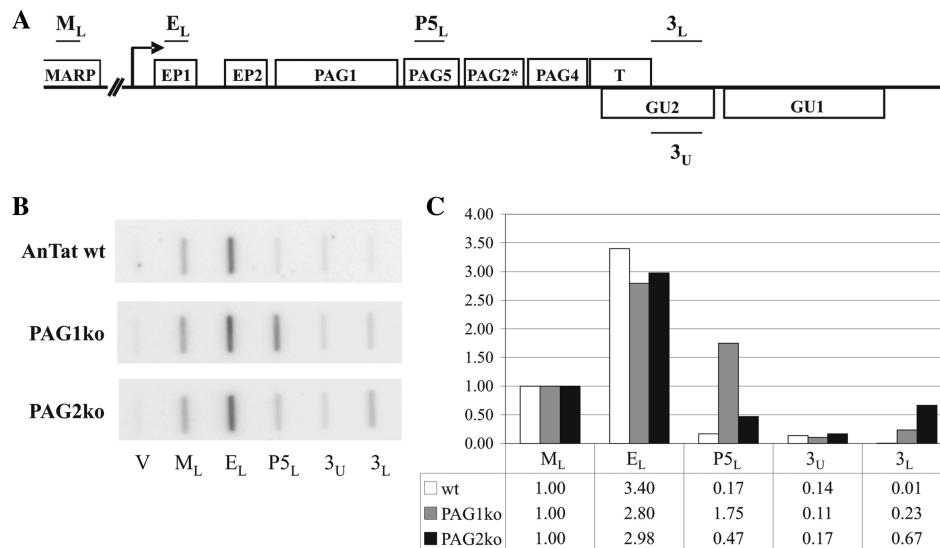 A
M_L E_L P5_L 3_L
MARP EP1 EP2 PAG1 PAG5 PAG2* PAG4 T
GU2 GU1
3_U
B
AnTat wt
PAG1ko
PAG2ko
V M_L E_L P5_L 3_U 3_L
C
4.00
3.50
3.00
2.50
2.00
1.50
1.00
0.50
0.00
M_L E_L P5_L 3_U 3_L
wt 1.00 3.40 0.17 0.14 0.01
PAG1ko 1.00 2.80 1.75 0.11 0.23
PAG2ko 1.00 2.98 0.47 0.17 0.67